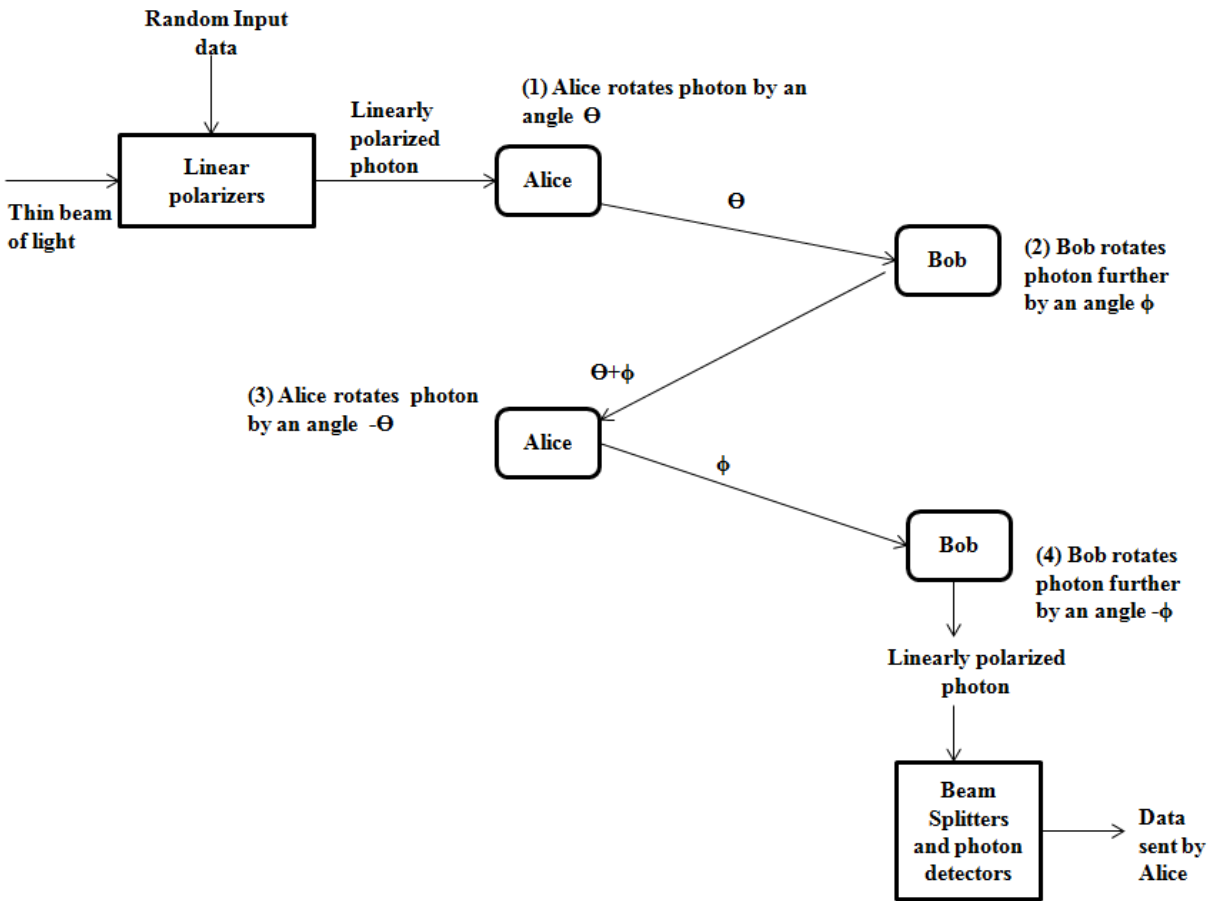 Random Input
data
(1) Alice rotates photon by an
angle ϴ
Linearly
polarized
photon
Linear
polarizers
Alice
Thin beam
of light
ϴ
Bob
(2) Bob rotates
photon further
by an angle ϕ
ϴ+ϕ
(3) Alice rotates photon
by an angle -ϴ
Alice
ϕ
Bob
(4) Bob rotates
photon further
by an angle -ϕ
Linearly polarized
photon
Beam
Splitters
and photon
detectors
Data
sent by
Alice